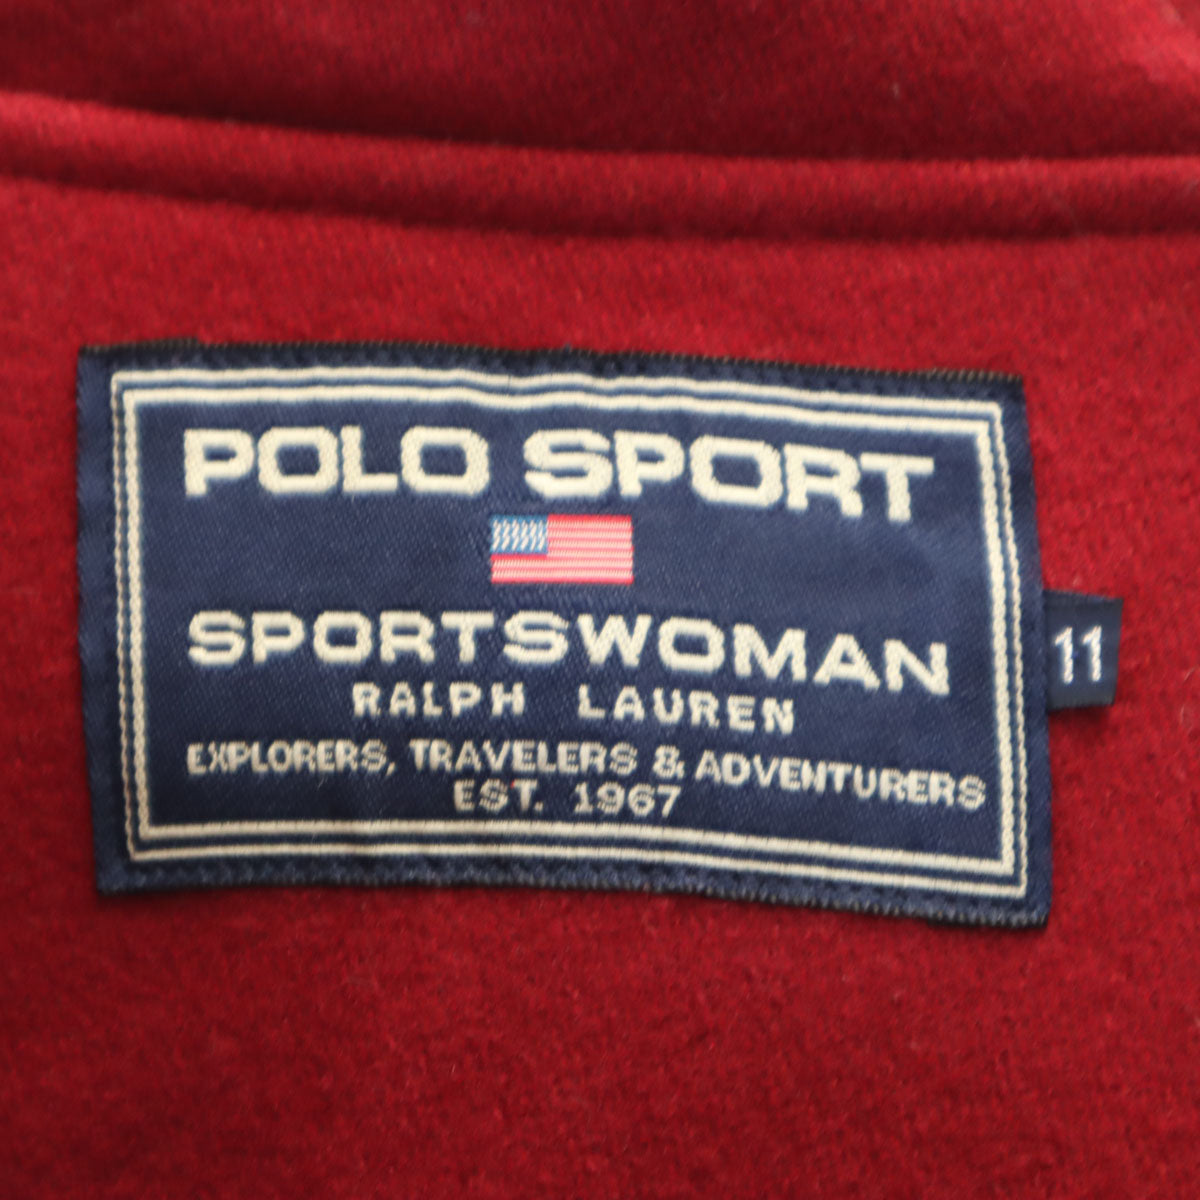 POLO SPORT
SPORTSWOMAN
RALPH LAUREN
EXPLORERS, TRAVELERS & ADVENTURERS
EST. 1967
11